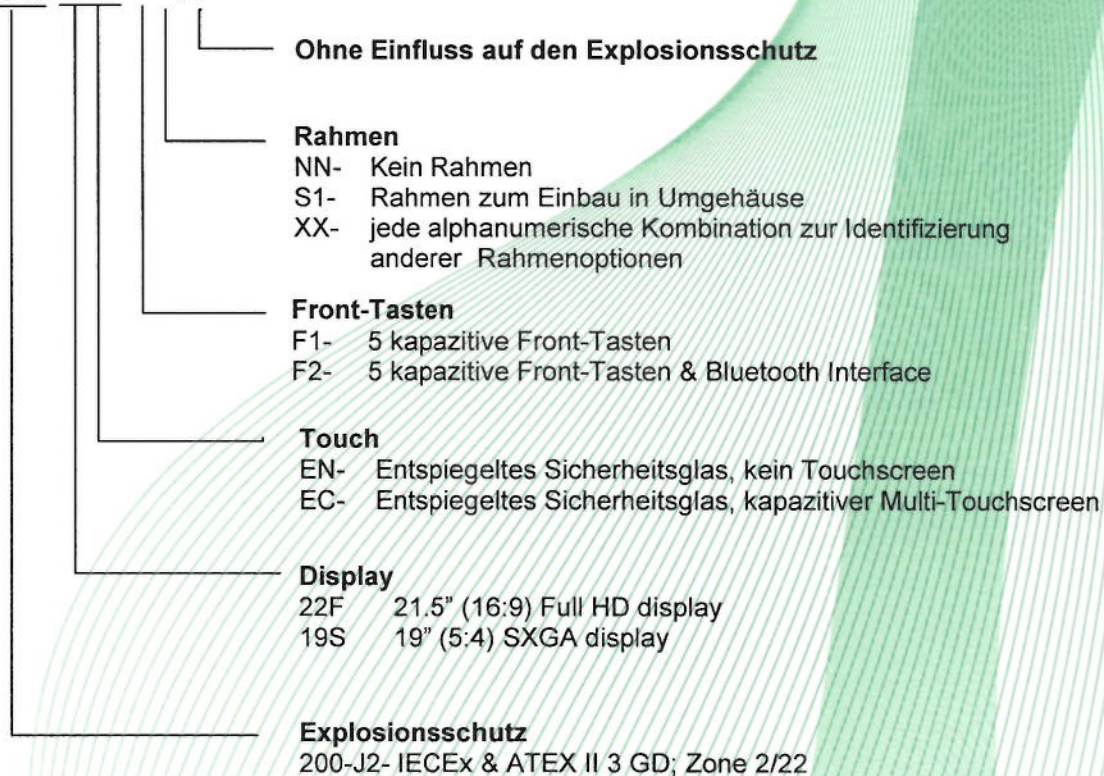 Ohne Einfluss auf den Explosionsschutz
Rahmen
NN- Kein Rahmen
S1- Rahmen zum Einbau in Umgehäuse
XX- jede alphanumerische Kombination zur Identifizierung
anderer Rahmenoptionen
Front-Tasten
F1- 5 kapazitive Front-Tasten
F2- 5 kapazitive Front-Tasten & Bluetooth Interface
Touch
EN- Entspiegeltes Sicherheitsglas, kein Touchscreen
EC- Entspiegeltes Sicherheitsglas, kapazitiver Multi-Touchscreen
Display
22F 21.5" (16:9) Full HD display
19S 19" (5:4) SXGA display
Explosionsschutz
200-J2- IECEx & ATEX II 3 GD; Zone 2/22